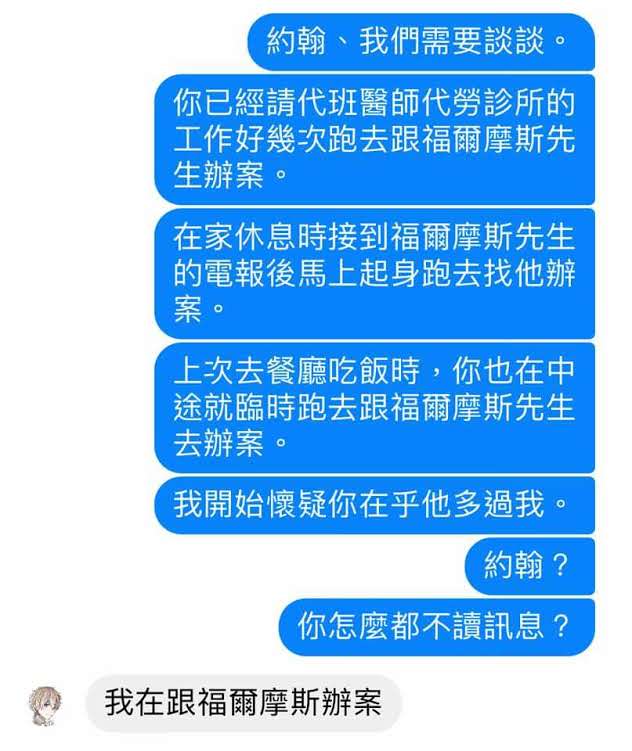 約翰、我們需要談談。
你已經請代班醫師代勞診所的
工作好幾次跑去跟福爾摩斯先
生辦案。
在家休息時接到福爾摩斯先生
的電報後馬上起身跑去找他辦
案。
上次去餐廳吃飯時，你也在中
途就臨時跑去跟福爾摩斯先生
去辦案。
我開始懷疑你在乎他多過我。
約翰？
你怎麼都不讀訊息？
我在跟福爾摩斯辦案